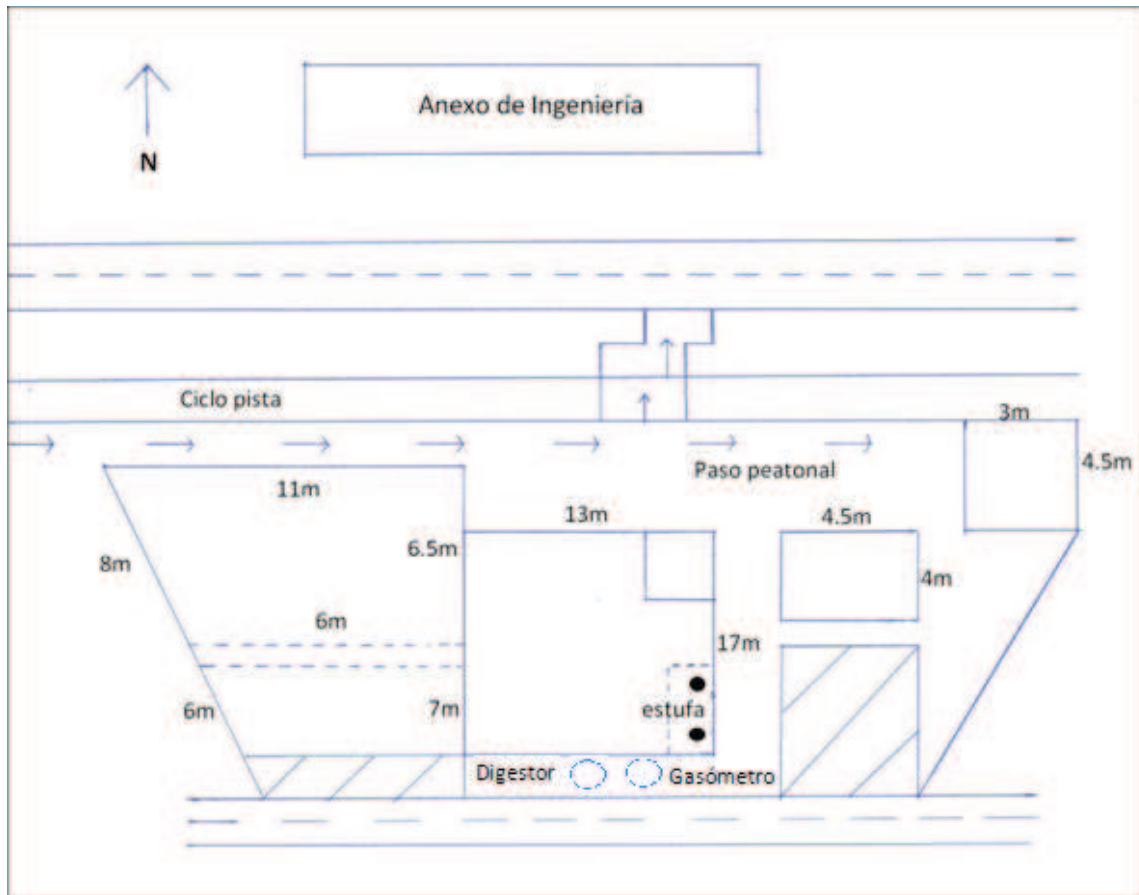 Anexo de Ingeniería
N
Ciclo pista
3m
Paso peatonal
4.5m
11m
13m
4.5m
8m
6.5m
4m
6m
17m
6m
7m
estufa
Digestor
Gasómetro